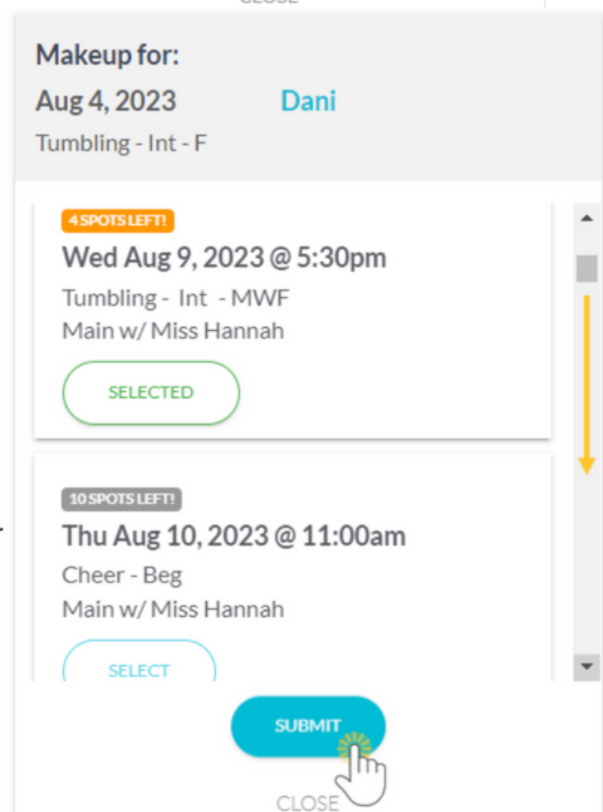 CLOSE
Makeup for:
Aug 4, 2023 Dani
Tumbling - Int - F
4 SPOTS LEFT!
Wed Aug 9, 2023 @ 5:30pm
Tumbling - Int - MWF
Main w/ Miss Hannah
SELECTED
10 SPOTS LEFT!
Thu Aug 10, 2023 @ 11:00am
Cheer - Beg
Main w/ Miss Hannah
SELECT
SUBMIT
CLOSE